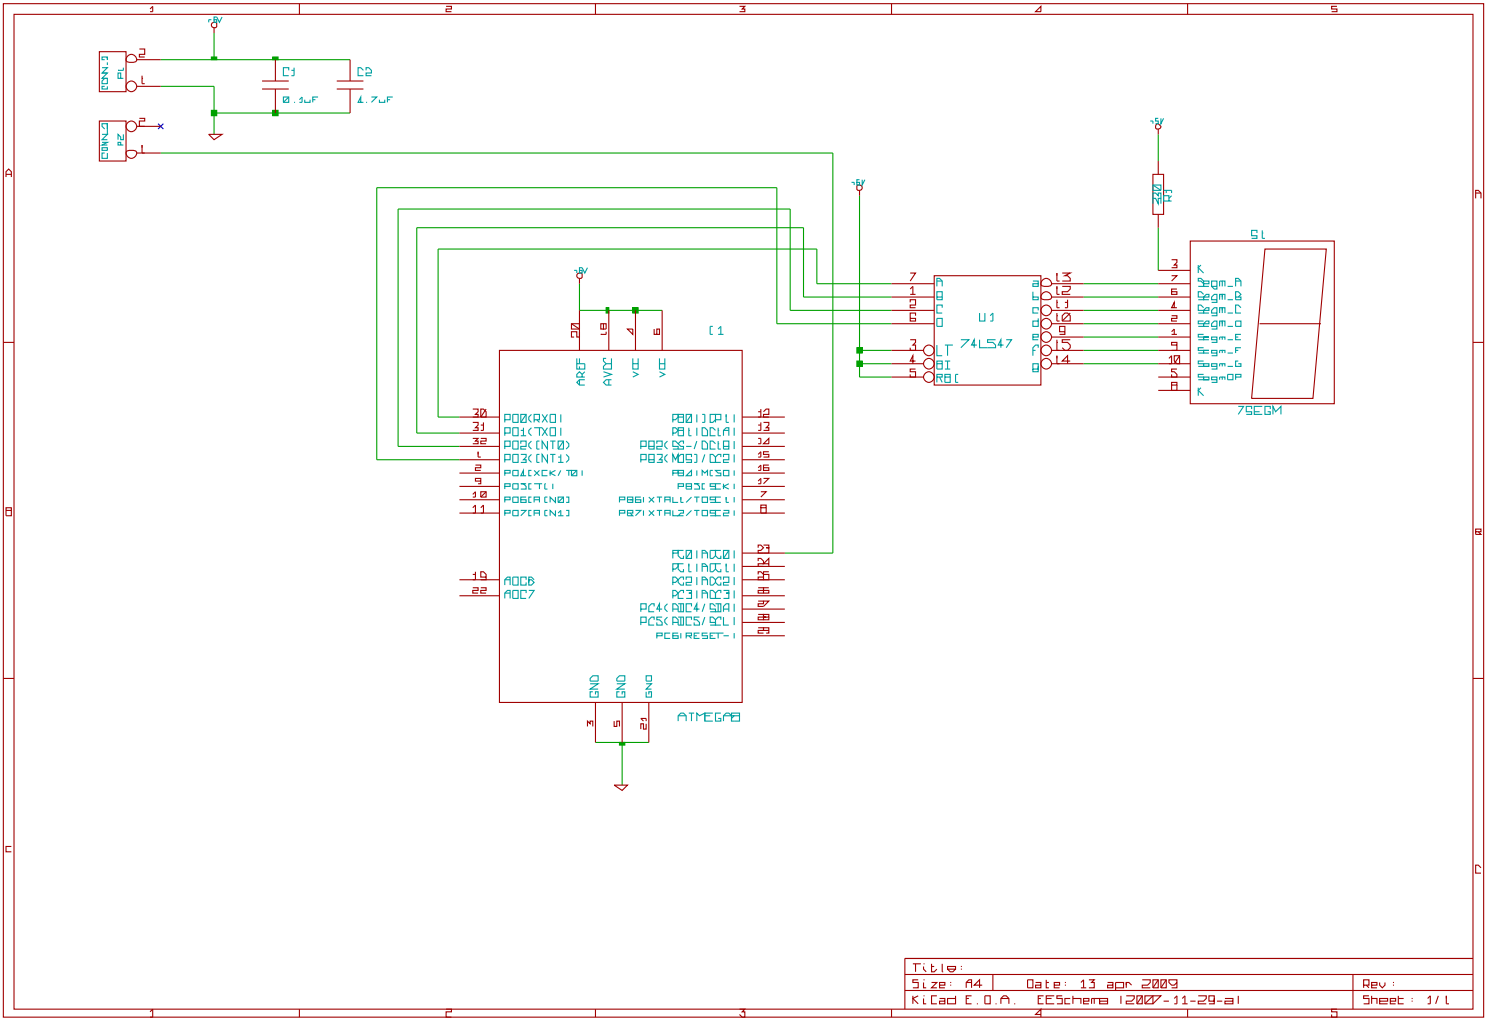 1 2 3 4 5
+5V
CONN_2
P1
2
1
C1
0.1uF
C2
4.7uF
CONN_2
P2
2
1
+5V
+5V
330
R1
S1
3 K
7 Segm_A
6 Segm_B
4 Segm_C
2 Segm_D
1 Segm_E
9 Segm_F
10 Segm_G
5 SegmDP
8 K
7SEGM
7 A
1 B
2 C
6 D
3 LT
4 BI
5 RBI
U1
74LS47
a 13
b 12
c 11
d 10
e 9
f 15
g 14
+5V
20 AREF
18 AVCC
4 VCC
6 VCC
IC1
30 PD0(RXD)
31 PD1(TXD)
32 PD2(INT0)
1 PD3(INT1)
2 PD4(XCK/T0)
9 PD5(T1)
10 PD6(AIN0)
11 PD7(AIN1)
19 ADC6
22 ADC7
PB0(ICP1) 12
PB1(OC1A) 13
PB2(SS-/OC1B) 14
PB3(MOSI/OC2) 15
PB4(MISO) 16
PB5(SCK) 17
PB6(XTAL1/TOSC1) 7
PB7(XTAL2/TOSC2) 8
PC0(ADC0) 23
PC1(ADC1) 24
PC2(ADC2) 25
PC3(ADC3) 26
PC4(ADC4/SDA) 27
PC5(ADC5/SCL) 28
PC6(RESET-) 29
GND 3
GND 5
GND 21
ATMEGA8
A
B
C
A
B
C
Title:
Size: A4 Date: 13 apr 2009 Rev:
KiCad E.D.A. EESchema (2007-11-29-a) Sheet: 1/1
1 2 3 4 5